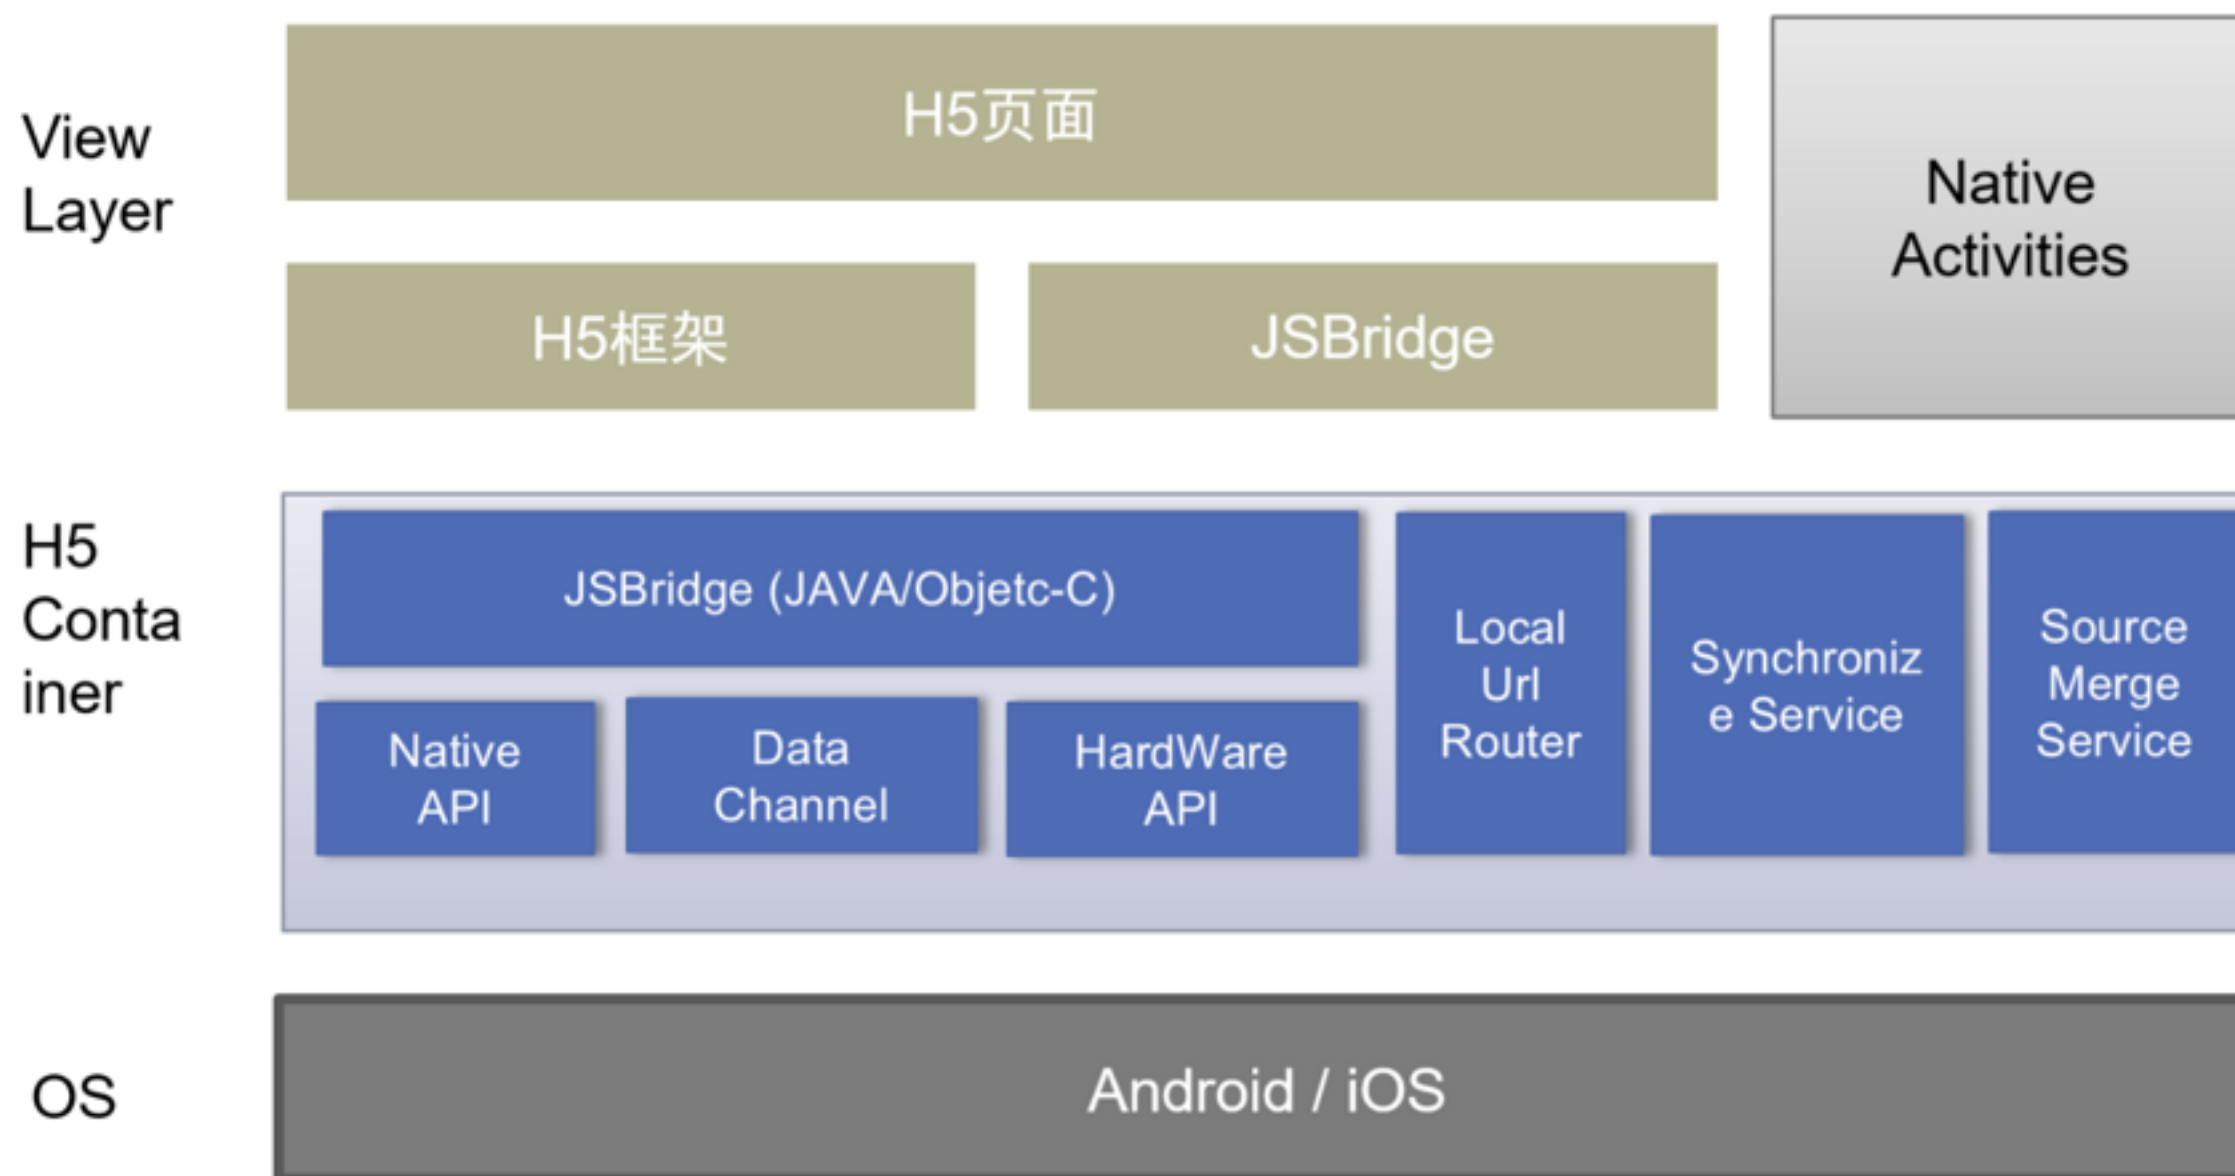 View
Layer
H5页面
Native
Activities
H5框架
JSBridge
H5
Conta
iner
JSBridge (JAVA/Objetc-C)
Native
API
Data
Channel
HardWare
API
Local
Url
Router
Synchroniz
e Service
Source
Merge
Service
OS
Android / iOS